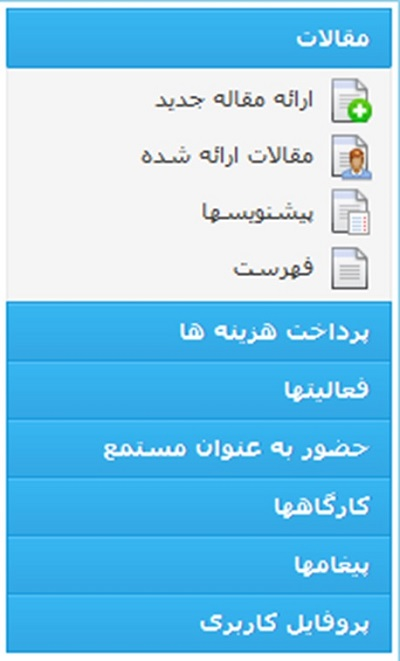 مقالات
ارائه مقاله جدید
مقالات ارائه شده
پیشنویسها
فهرست
پرداخت هزینه ها
فعالیتها
حضور به عنوان مستمع
کارگاهها
پیغامها
پروفایل کاربری